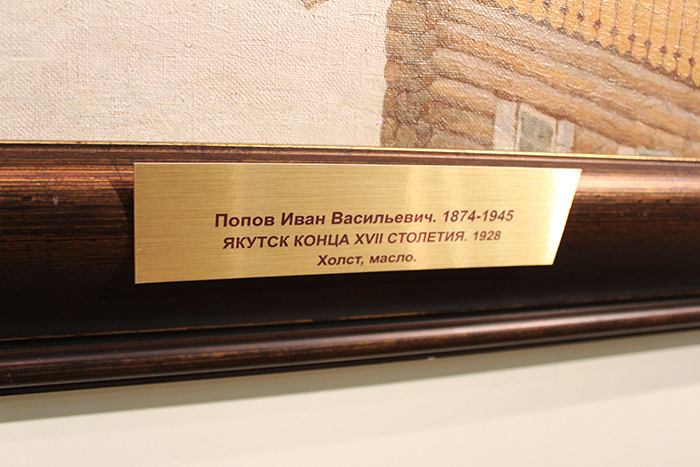 Попов Иван Васильевич. 1874-1945
ЯКУТСК КОНЦА XVII СТОЛЕТИЯ. 1928
Холст, масло.